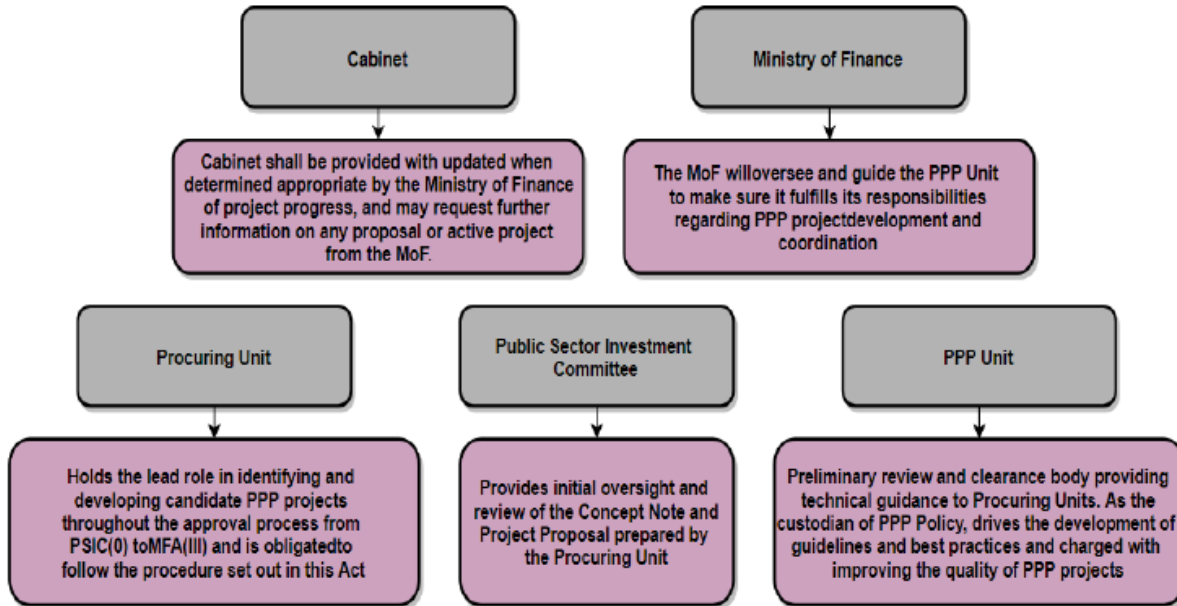 Cabinet
Ministry of Finance
Cabinet shall be provided with updated when
determined appropriate by the Ministry of Finance
of project progress, and may request further
information on any proposal or active project
from the MoF.
The MoF willoversee and guide the PPP Unit
to make sure it fulfills its responsibilities
regarding PPP projectdevelopment and
coordination
Procuring Unit
Public Sector Investment
Committee
PPP Unit
Holds the lead role in identifying and
developing candidate PPP projects
throughout the approval process from
PSIC(0) toMFA(III) and is obligatedto
follow the procedure set out in this Act
Provides initial oversight and
review of the Concept Note and
Project Proposal prepared by
the Procuring Unit
Preliminary review and clearance body providing
technical guidance to Procuring Units. As the
custodian of PPP Policy, drives the development of
guidelines and best practices and charged with
improving the quality of PPP projects